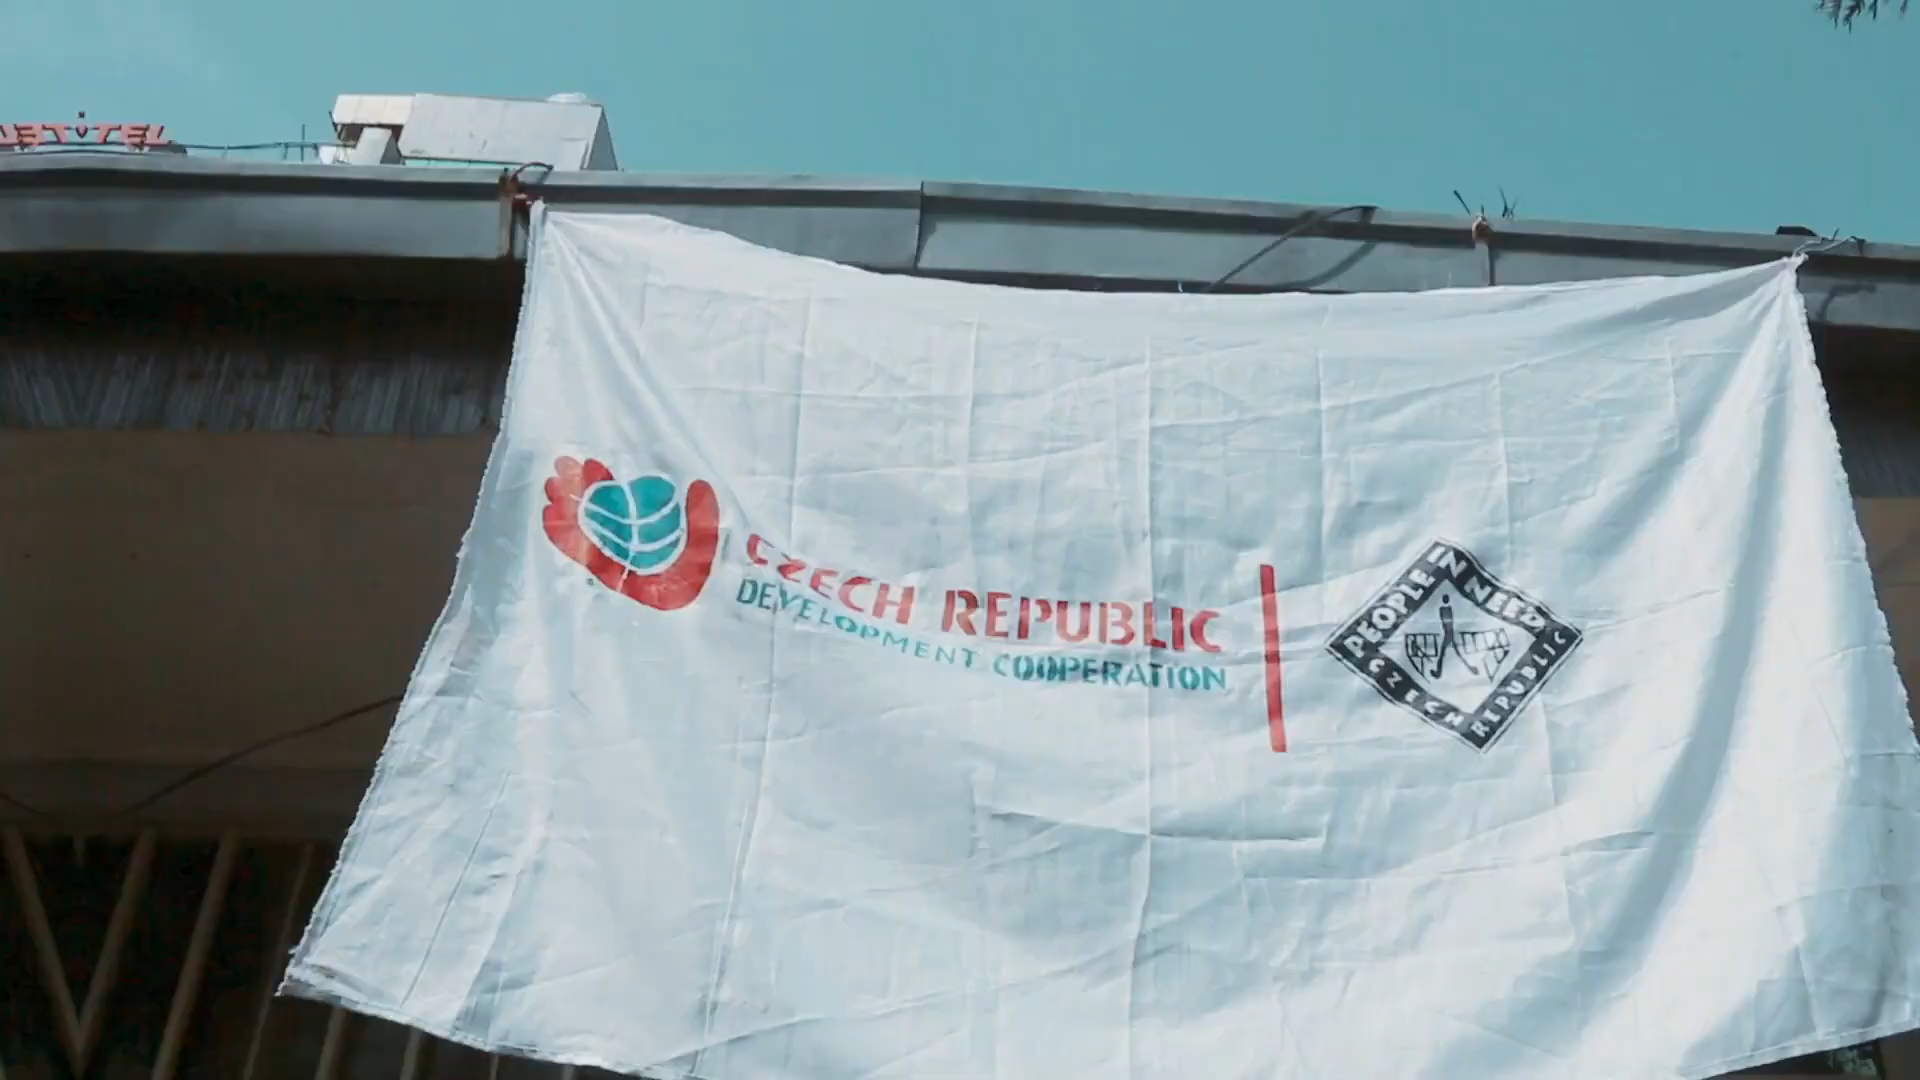 CZECH REPUBLIC
DEVELOPMENT COOPERATION
PEOPLE IN NEED
CZECH REPUBLIC